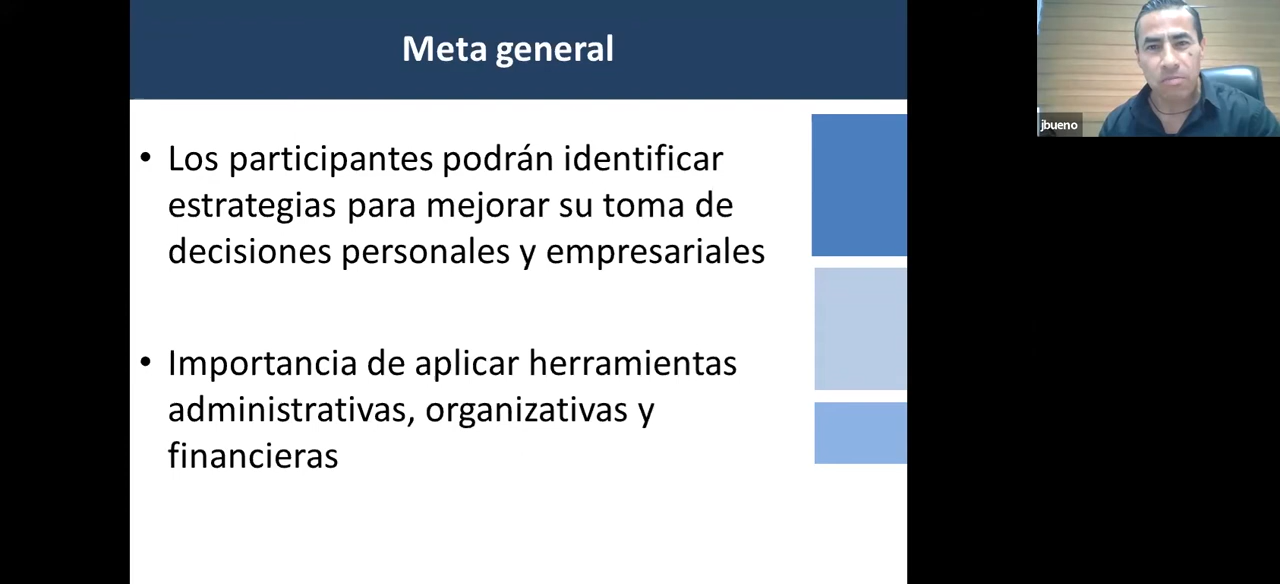 Meta general
jbueno
• Los participantes podrán identificar
estrategias para mejorar su toma de
decisiones personales y empresariales
• Importancia de aplicar herramientas
administrativas, organizativas y
financieras